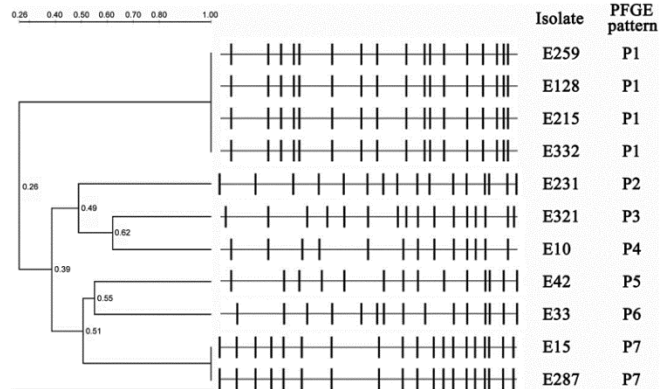 0.26 0.40 0.50 0.60 0.70 0.80 1.00
Isolate PFGE pattern
E259 P1
E128 P1
E215 P1
E332 P1
E231 P2
0.26
0.49
E321 P3
0.62
E10 P4
0.39
E42 P5
0.55
E33 P6
0.51
E15 P7
E287 P7